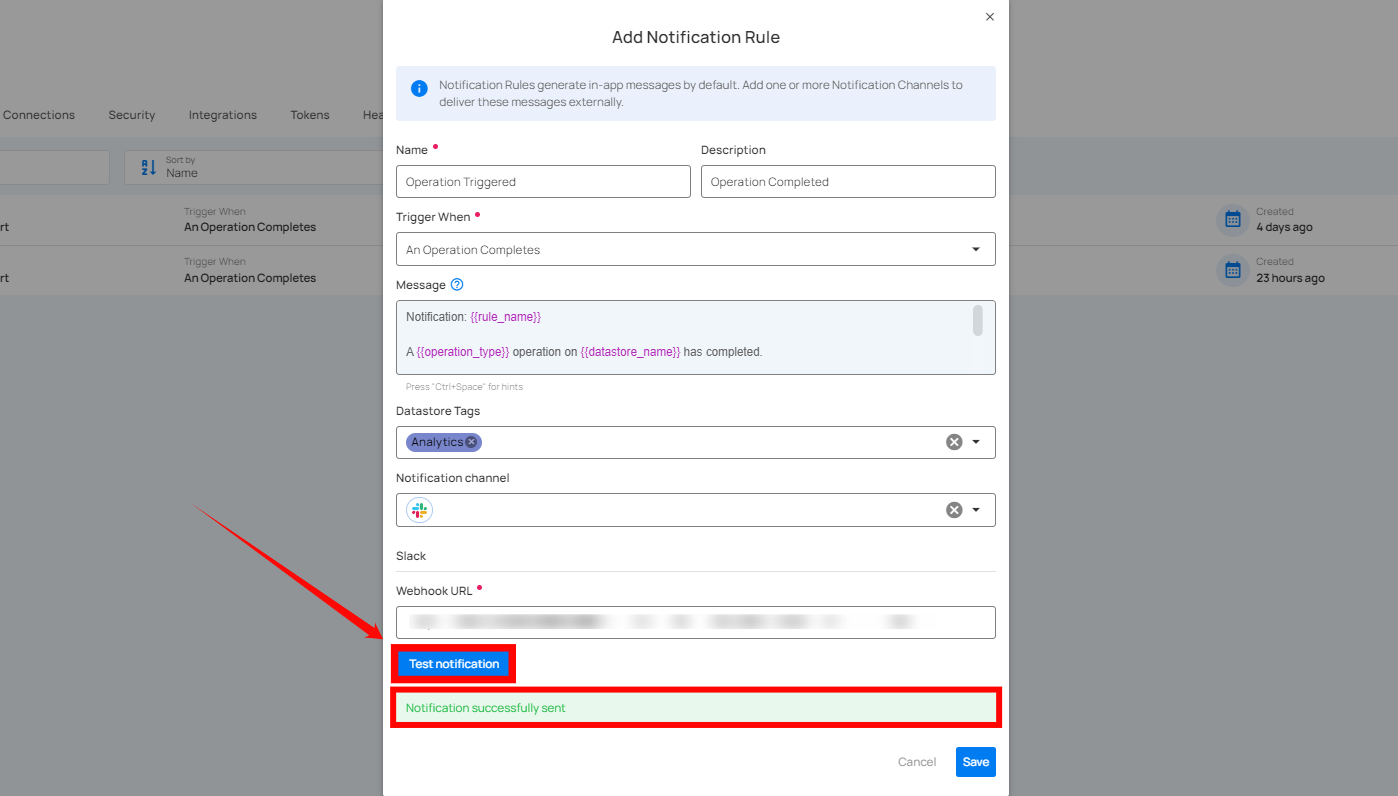 Add Notification Rule
Notification Rules generate in-app messages by default. Add one or more Notification Channels to
deliver these messages externally.
Connections
Security
Integrations
Tokens
Hea
Name
Description
Sort by
Name
Operation Triggered
Operation Completed
Trigger When
An Operation Completes
rt
Trigger When
An Operation Completes
Created
4 days ago
An Operation Completes
rt
Trigger When
An Operation Completes
Created
23 hours ago
Message
Notification: {{rule_name}}
A {{operation_type}} operation on {{datastore_name}} has completed.
Press "Ctrl+Space" for hints
Datastore Tags
Analytics
Notification channel
Slack
Webhook URL
Test notification
Notification successfully sent
Cancel
Save